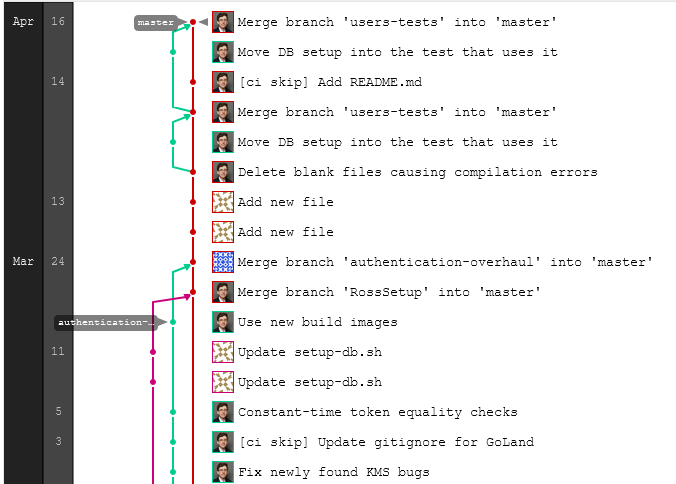 Apr 16 master Merge branch 'users-tests' into 'master'
Move DB setup into the test that uses it
14 [ci skip] Add README.md
Merge branch 'users-tests' into 'master'
Move DB setup into the test that uses it
Delete blank files causing compilation errors
13 Add new file
Add new file
Mar 24 Merge branch 'authentication-overhaul' into 'master'
Merge branch 'RossSetup' into 'master'
authentication-… Use new build images
11 Update setup-db.sh
Update setup-db.sh
5 Constant-time token equality checks
3 [ci skip] Update gitignore for GoLand
Fix newly found KMS bugs